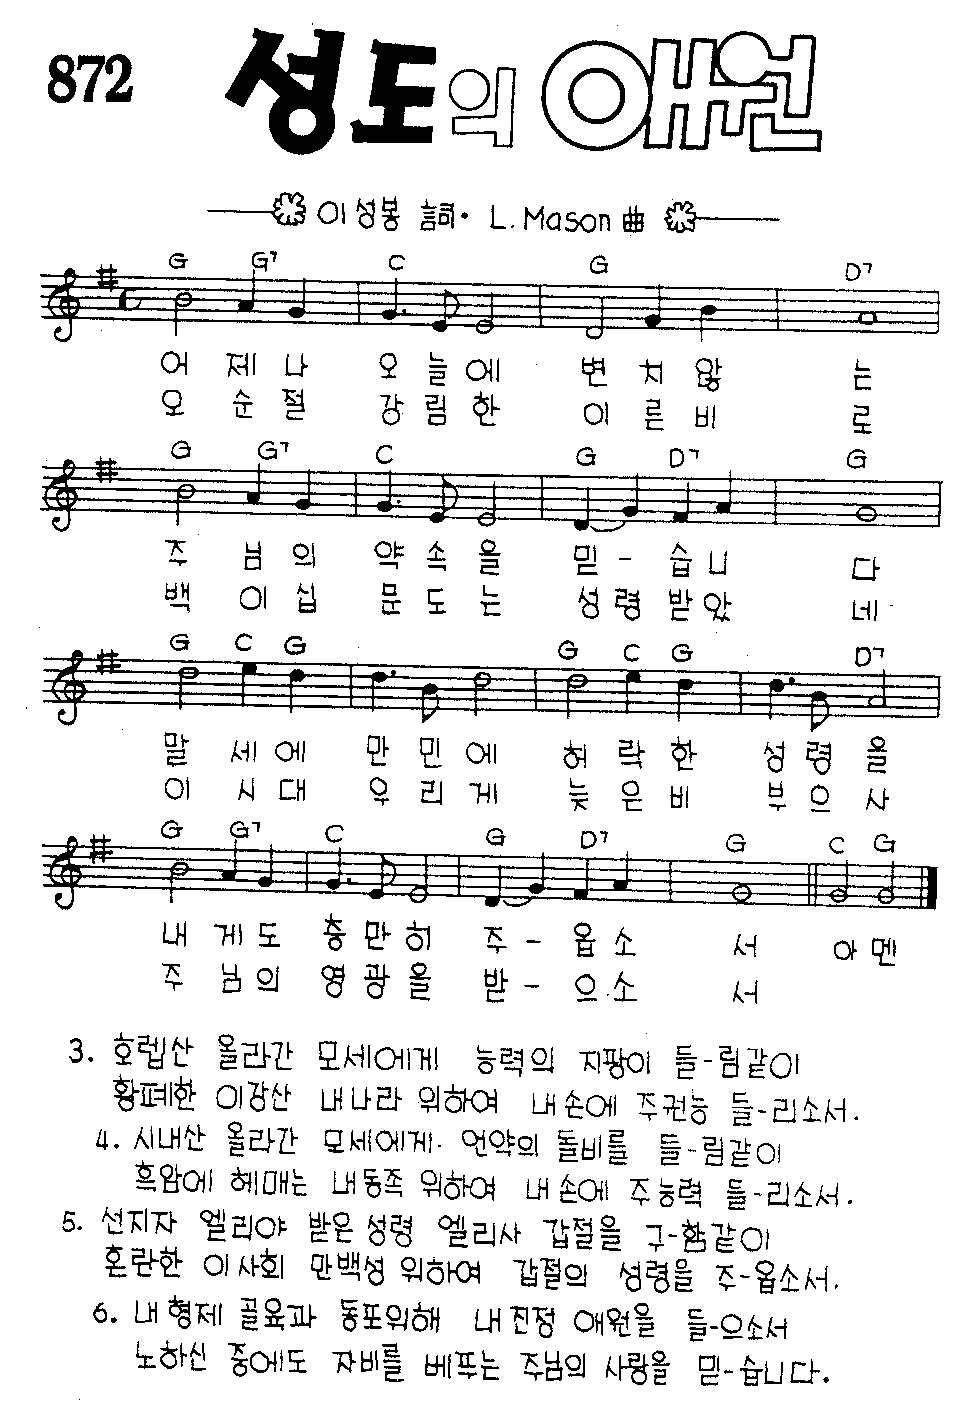 872 성도의 애원
이성봉 詞· L. Mason 曲
G G7 C G D7
어 제 나 오 늘 에 변 치 않 는
오 순 절 강 림 한 이 른 비 로
G G7 C G D7 G
주 님 의 약 속 을 믿 - 습 니 다
백 이 십 문 도 는 성 령 받 았 네
G C G G C G D7
말 세 에 만 민 에 허 락 한 성 령 을
이 시 대 우 리 게 늦 은 비 부 으 사
G G7 C G D7 G C G
내 게 도 충 만 히 주 - 옵 소 서 아 멘
주 님 의 영 광 을 받 - 으 소 서
3. 호렙산 올라간 모세에게 능력의 지팡이 들-림같이
황폐한 이강산 내나라 위하여 내손에 주권능 들-리소서.
4. 시내산 올라간 모세에게 언약의 돌비를 들-림같이
흑암에 헤매는 내동족 위하여 내손에 주능력 들-리소서.
5. 선지자 엘리야 받은성령 엘리사 갑절을 구-함같이
혼란한 이사회 만백성위하여 갑절의 성령을 주-옵소서.
6. 내형제 골육과 동포위해 내진정 애원을 들-으소서
노하신 중에도 자비를 베푸는 주님의 사랑을 믿-습니다.